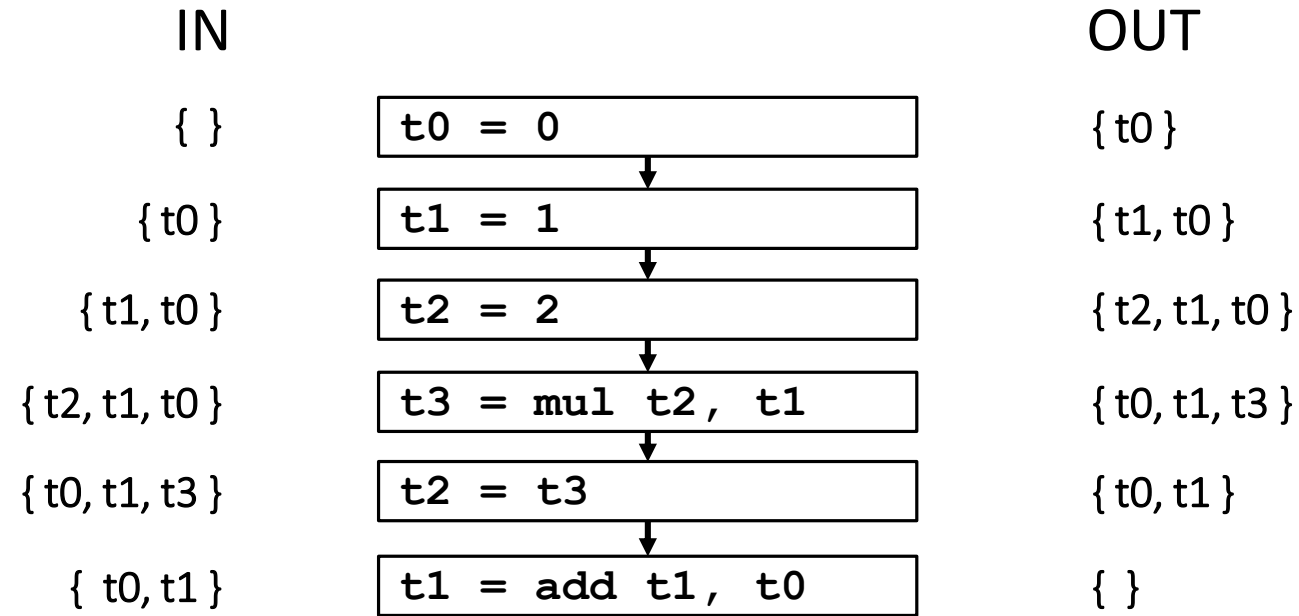 IN OUT
{ } t0 = 0 { t0 }
{ t0 } t1 = 1 { t1, t0 }
{ t1, t0 } t2 = 2 { t2, t1, t0 }
{ t2, t1, t0 } t3 = mul t2, t1 { t0, t1, t3 }
{ t0, t1, t3 } t2 = t3 { t0, t1 }
{ t0, t1 } t1 = add t1, t0 { }